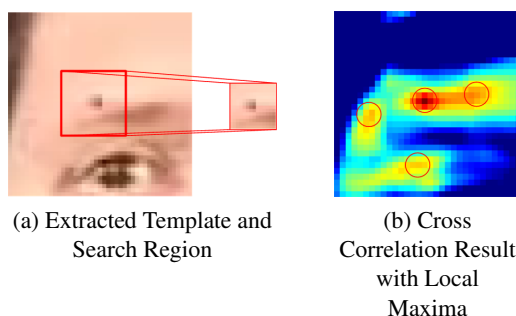 (a) Extracted Template and
Search Region
(b) Cross
Correlation Result
with Local
Maxima